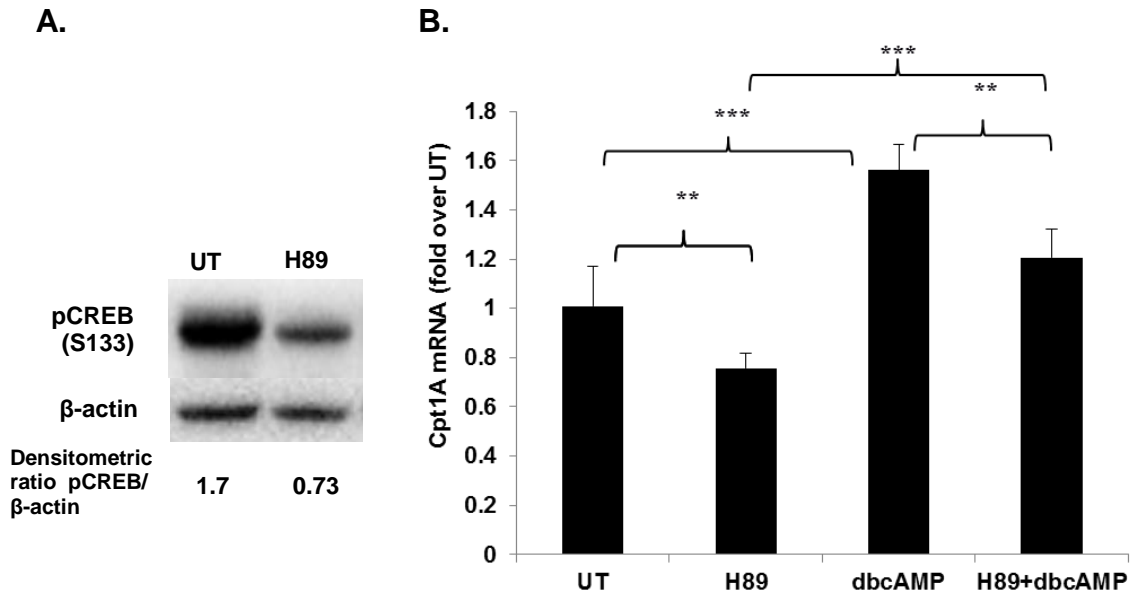 A.
UT H89
pCREB
(S133)
β-actin
Densitometric
ratio pCREB/
β-actin
1.7 0.73
B.
***
**
***
**
Cpt1A mRNA (fold over UT)
1.8
1.6
1.4
1.2
1
0.8
0.6
0.4
0.2
0
UT H89 dbcAMP H89+dbcAMP